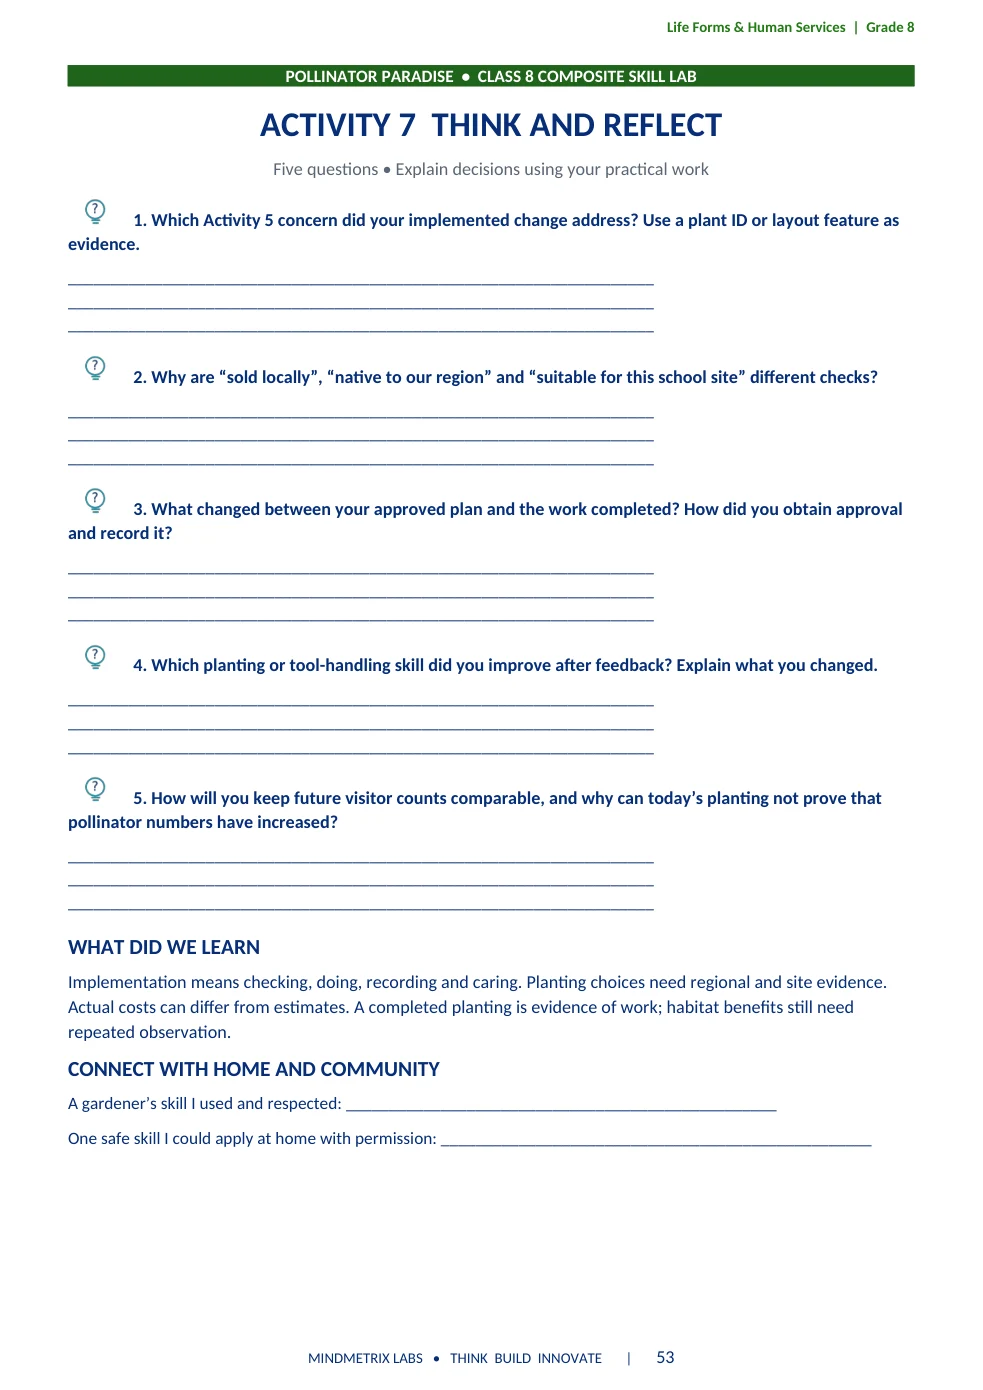 Life Forms & Human Services | Grade 8
POLLINATOR PARADISE ● CLASS 8 COMPOSITE SKILL LAB
ACTIVITY 7 THINK AND REFLECT
Five questions • Explain decisions using your practical work
? 1. Which Activity 5 concern did your implemented change address? Use a plant ID or layout feature as
evidence.
? 2. Why are “sold locally”, “native to our region” and “suitable for this school site” different checks?
? 3. What changed between your approved plan and the work completed? How did you obtain approval
and record it?
? 4. Which planting or tool-handling skill did you improve after feedback? Explain what you changed.
? 5. How will you keep future visitor counts comparable, and why can today’s planting not prove that
pollinator numbers have increased?
WHAT DID WE LEARN
Implementation means checking, doing, recording and caring. Planting choices need regional and site evidence.
Actual costs can differ from estimates. A completed planting is evidence of work; habitat benefits still need
repeated observation.
CONNECT WITH HOME AND COMMUNITY
A gardener’s skill I used and respected: ____________________
One safe skill I could apply at home with permission: ____________________
MINDMETRIX LABS ● THINK BUILD INNOVATE | 53